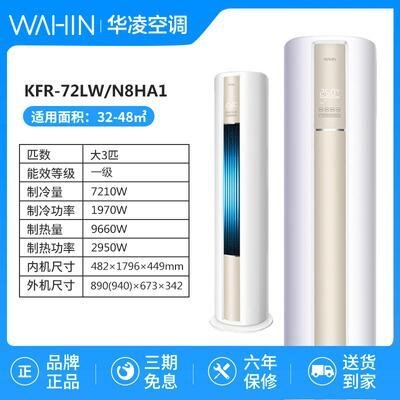 WAHIN 华凌空调
KFR-72LW/N8HA1
适用面积：32-48㎡
匹数 大3匹
能效等级 一级
制冷量 7210W
制冷功率 1970W
制热量 9660W
制热功率 2950W
内机尺寸 482×1796×449mm
外机尺寸 890(940)×673×342
正 品牌正品
三期免息
六年保修
送货到家